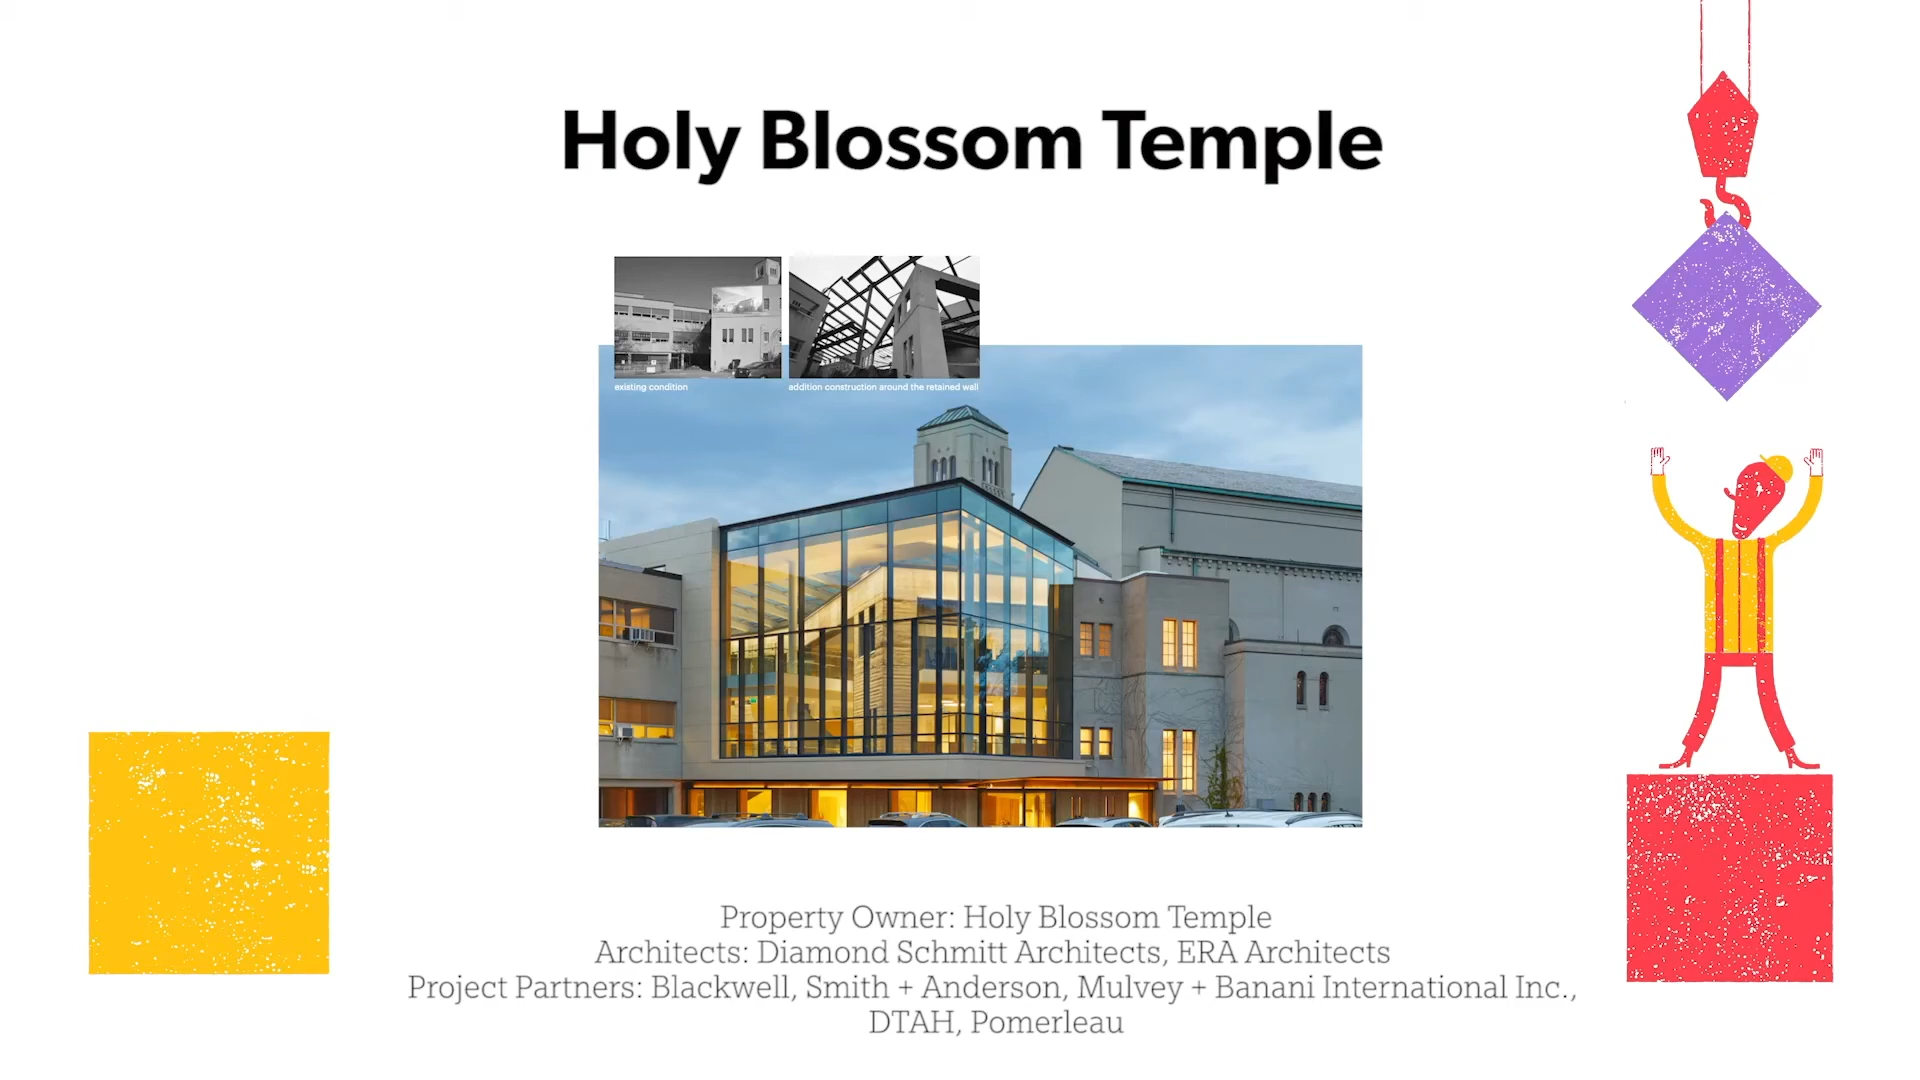 Holy Blossom Temple
existing condition
addition construction around the retained wall
Property Owner: Holy Blossom Temple
Architects: Diamond Schmitt Architects, ERA Architects
Project Partners: Blackwell, Smith + Anderson, Mulvey + Banani International Inc.,
DTAH, Pomerleau